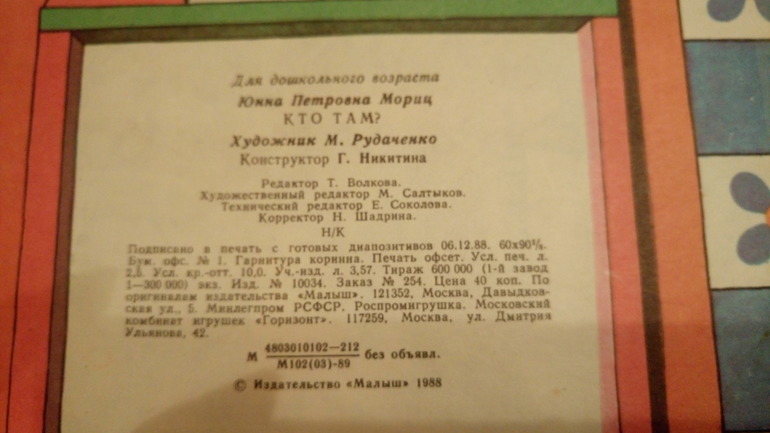 Для дошкольного возраста
Юнна Петровна Мориц
КТО ТАМ?
Художник М. Рудаченко
Конструктор Г. Никитина
Редактор Т. Волкова.
Художественный редактор М. Салтыков.
Технический редактор Е. Соколова.
Корректор Н. Шадрина.
Н/К
Подписано в печать с готовых диапозитивов 06.12.88. 60х90⅛.
Бум. офс. № 1. Гарнитура корнина. Печать офсет. Усл. печ. л.
2,5. Усл. кр.-отт. 10,0. Уч.-изд. л. 3,57. Тираж 600 000 (1-й завод
1—300 000) экз. Изд. № 10034. Заказ № 254. Цена 40 коп. По
оригиналам издательства «Малыш». 121352, Москва, Давыдков-
ская ул., 5. Минлегпром РСФСР. Роспромигрушка. Московский
комбинат игрушек «Горизонт». 117259, Москва, ул. Дмитрия
Ульянова, 42.
М 4803010102—212
М102(03)-89 без объявл.
© Издательство «Малыш» 1988